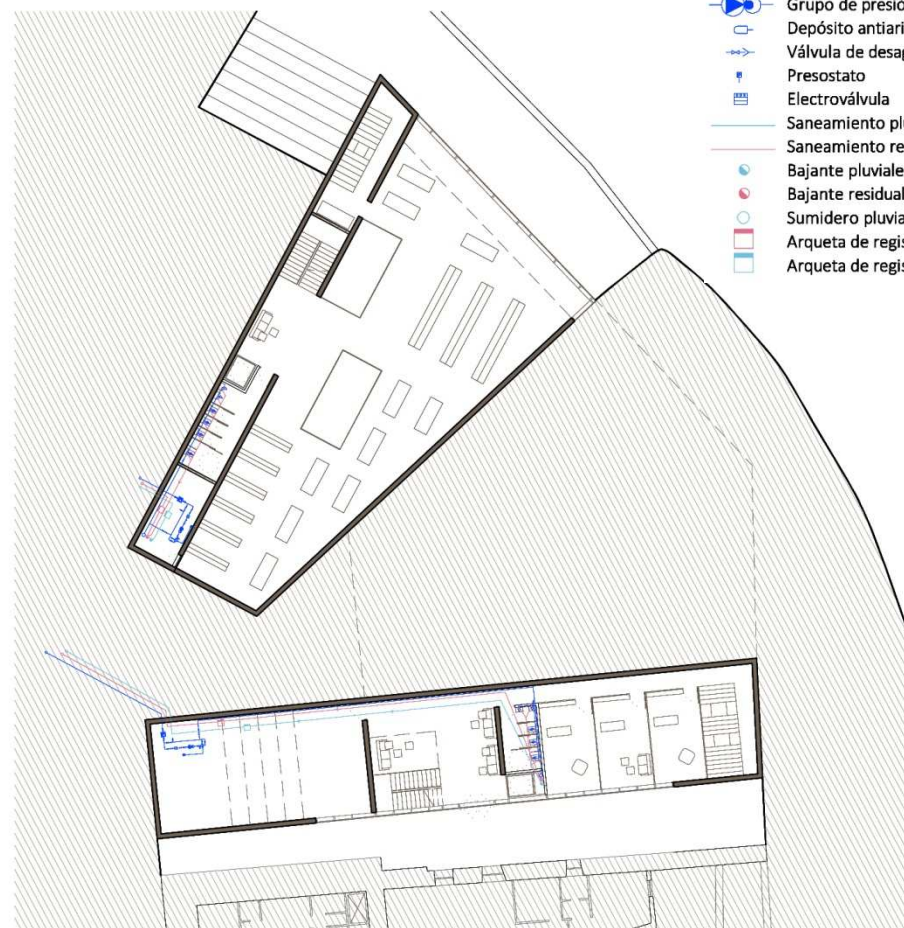 Grupo de presió
Depósito antiari
Válvula de desag
Presostato
Electroválvula
Saneamiento plu
Saneamiento re
Bajante pluviale
Bajante residual
Sumidero pluvia
Arqueta de regis
Arqueta de regis